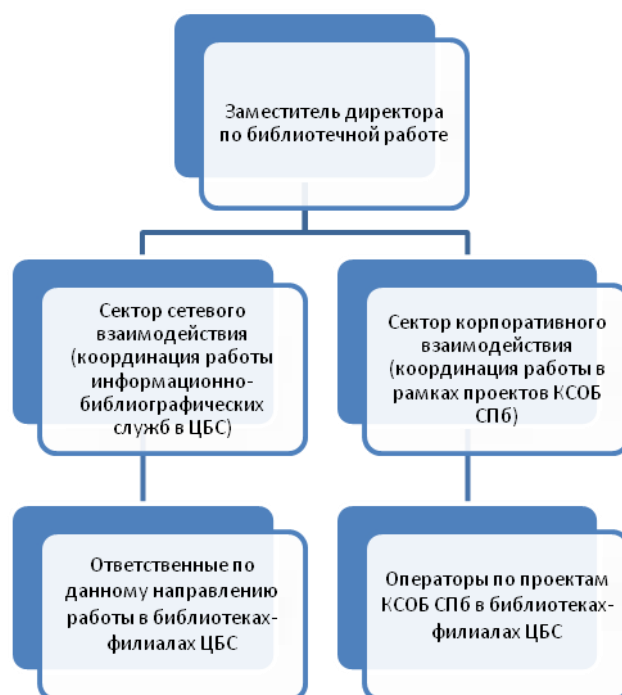 Заместитель директора
по библиотечной работе
Сектор сетевого
взаимодействия
(координация работы
информационно-
библиографических
служб в ЦБС)
Сектор корпоративного
взаимодействия
(координация работы в
рамках проектов КСОБ
СПб)
Ответственные по
данному направлению
работы в библиотеках-
филиалах ЦБС
Операторы по проектам
КСОБ СПб в библиотеках-
филиалах ЦБС